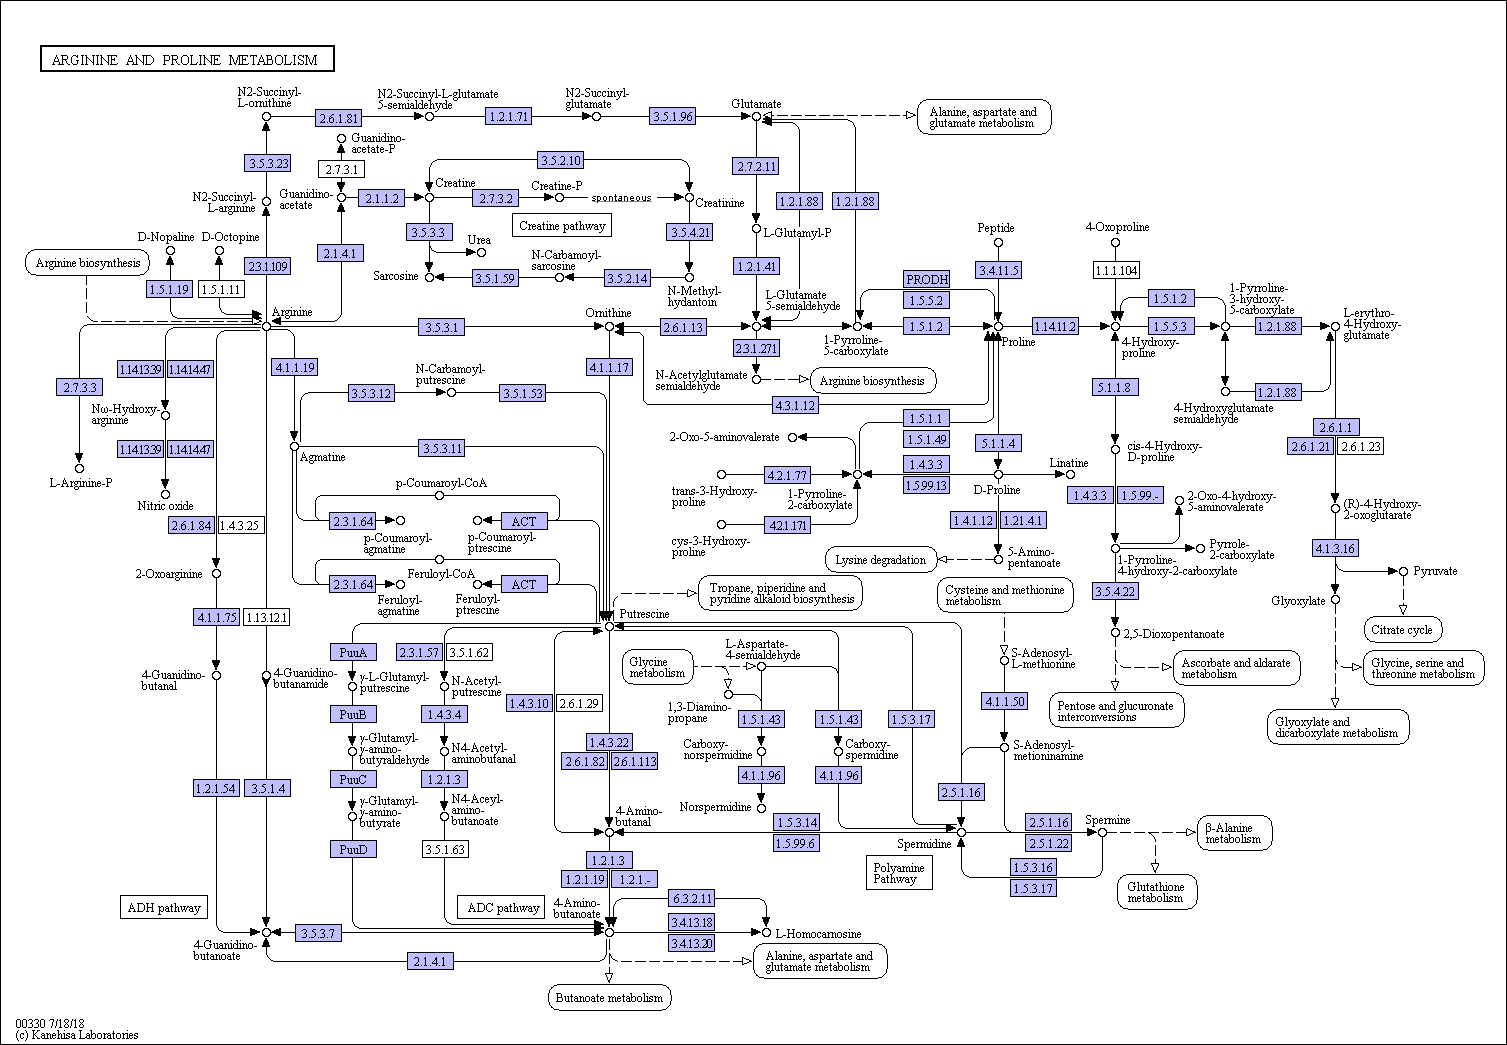 ARGININE AND PROLINE METABOLISM
N2-Succinyl-
L-ornithine
2.6.1.81
N2-Succinyl-L-glutamate
5-semialdehyde
1.2.1.71
N2-Succinyl-
glutamate
3.5.1.96
Glutamate
Alanine, aspartate and
glutamate metabolism
3.5.3.23
Guanidino-
acetate-P
2.7.3.1
N2-Succinyl-
L-arginine
Guanidino-
acetate
2.1.1.2
Creatine
3.5.2.10
2.7.3.2
Creatine-P
spontaneous
Creatinine
Creatine pathway
2.7.2.11
1.2.1.88
1.2.1.88
D-Nopaline
D-Octopine
2.1.4.1
3.5.3.3
Urea
3.5.4.21
L-Glutamyl-P
Peptide
4-Oxoproline
Arginine biosynthesis
2.3.1.109
Sarcosine
3.5.1.59
N-Carbamoyl-
sarcosine
3.5.2.14
N-Methyl-
hydantoin
1.2.1.41
PRODH
3.4.11.5
1.1.1.104
1.5.1.19
1.5.1.11
L-Glutamate
5-semialdehyde
1.5.5.2
1.5.1.2
1-Pyrroline-
3-hydroxy-
5-carboxylate
Arginine
3.5.3.1
Ornithine
2.6.1.13
1.5.1.2
1.14.11.2
1.5.5.3
1.2.1.88
L-erythro-
4-Hydroxy-
glutamate
2.3.1.271
1-Pyrroline-
5-carboxylate
Proline
4-Hydroxy-
proline
1.14.13.39
1.14.14.47
4.1.1.19
4.1.1.17
N-Acetylglutamate
semialdehyde
Arginine biosynthesis
2.7.3.3
3.5.3.12
N-Carbamoyl-
putrescine
3.5.1.53
4.3.1.12
5.1.1.8
1.2.1.88
4-Hydroxyglutamate
semialdehyde
Nω-Hydroxy-
arginine
1.14.13.39
1.14.14.47
3.5.3.11
Agmatine
2-Oxo-5-aminovalerate
1.5.1.1
1.5.1.49
5.1.1.4
cis-4-Hydroxy-
D-proline
2.6.1.1
2.6.1.21
2.6.1.23
L-Arginine-P
Nitric oxide
p-Coumaroyl-CoA
trans-3-Hydroxy-
proline
4.2.1.77
1-Pyrroline-
2-carboxylate
1.4.3.3
1.5.99.13
D-Proline
Linatine
1.4.3.3
1.5.99.-
2-Oxo-4-hydroxy-
5-aminovalerate
(R)-4-Hydroxy-
2-oxoglutarate
2.6.1.84
1.4.3.25
2.3.1.64
ACT
p-Coumaroyl-
agmatine
p-Coumaroyl-
ptrescine
4.2.1.171
cys-3-Hydroxy-
proline
1.4.1.12
1.21.4.1
Lysine degradation
5-Amino-
pentanoate
Pyrrole-
2-carboxylate
1-Pyrroline-
4-hydroxy-2-carboxylate
4.1.3.16
2-Oxoarginine
2.3.1.64
Feruloyl-CoA
ACT
Feruloyl-
agmatine
Feruloyl-
ptrescine
Tropane, piperidine and
pyridine alkaloid biosynthesis
Cysteine and methionine
metabolism
3.5.4.22
Pyruvate
Glyoxylate
4.1.1.75
1.13.12.1
Putrescine
2,5-Dioxopentanoate
Citrate cycle
PuuA
2.3.1.57
3.5.1.62
Glycine
metabolism
L-Aspartate-
4-semialdehyde
S-Adenosyl-
L-methionine
Ascorbate and aldarate
metabolism
Glycine, serine and
threonine metabolism
4-Guanidino-
butanal
4-Guanidino-
butanamide
γ-L-Glutamyl-
putrescine
N-Acetyl-
putrescine
1.4.3.10
2.6.1.29
1,3-Diamino-
propane
4.1.1.50
Pentose and glucuronate
interconversions
Glyoxylate and
dicarboxylate metabolism
PuuB
1.4.3.4
1.5.1.43
1.5.1.43
1.5.3.17
γ-Glutamyl-
γ-amino-
butyraldehyde
N4-Acetyl-
aminobutanal
1.4.3.22
2.6.1.82
2.6.1.113
Carboxy-
norspermidine
Carboxy-
spermidine
S-Adenosyl-
metioninamine
1.2.1.54
3.5.1.4
PuuC
1.2.1.3
4.1.1.96
4.1.1.96
2.5.1.16
γ-Glutamyl-
γ-amino-
butyrate
N4-Aceyl-
amino-
butanoate
4-Amino-
butanal
Norspermidine
1.5.3.14
1.5.99.6
Spermidine
2.5.1.16
2.5.1.22
Spermine
β-Alanine
metabolism
PuuD
3.5.1.63
1.2.1.3
1.2.1.19
1.2.1.-
Polyamine
Pathway
1.5.3.16
1.5.3.17
Glutathione
metabolism
ADH pathway
ADC pathway
4-Amino-
butanoate
6.3.2.11
3.4.13.18
3.4.13.20
L-Homocarnosine
4-Guanidino-
butanoate
3.5.3.7
2.1.4.1
Alanine, aspartate and
glutamate metabolism
Butanoate metabolism
00330 7/18/18
(c) Kanehisa Laboratories